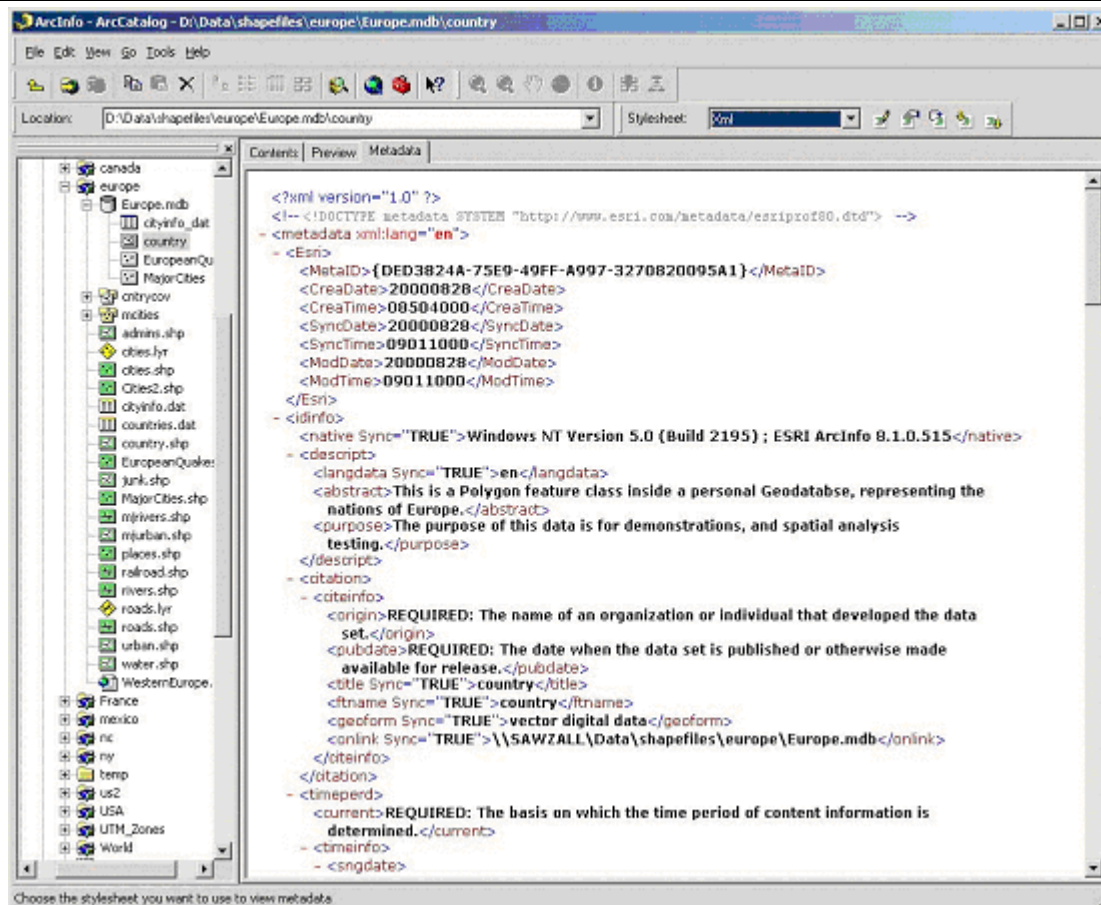 ArcInfo - ArcCatalog - D:\Data\shapefiles\europe\Europe.mdb\country
File Edit View Go Tools Help
Location: D:\Data\shapefiles\europe\Europe.mdb\country
Stylesheet: Xml
canada
europe
Europe.mdb
cityinfo_dat
country
EuropeanQu
MajorCities
cntrycov
mcities
admins.shp
cities.lyr
cities.shp
Cities2.shp
cityinfo.dat
countries.dat
country.shp
EuropeanQuake
junk.shp
MajorCities.shp
mjrivers.shp
mjurban.shp
places.shp
railroad.shp
rivers.shp
roads.lyr
roads.shp
urban.shp
water.shp
WesternEurope.
France
mexico
nc
ny
temp
us2
USA
UTM_Zones
World
Contents Preview Metadata
<?xml version="1.0" ?>
<!-- <!DOCTYPE metadata SYSTEM "http://www.esri.com/metadata/esriprof80.dtd"> -->
- <metadata xml:lang="en">
- <Esri>
<MetaID>{DED3824A-75E9-49FF-A997-3270820095A1}</MetaID>
<CreaDate>20000828</CreaDate>
<CreaTime>08504000</CreaTime>
<SyncDate>20000828</SyncDate>
<SyncTime>09011000</SyncTime>
<ModDate>20000828</ModDate>
<ModTime>09011000</ModTime>
</Esri>
- <idinfo>
<native Sync="TRUE">Windows NT Version 5.0 (Build 2195) ; ESRI ArcInfo 8.1.0.515</native>
- <descript>
<langdata Sync="TRUE">en</langdata>
<abstract>This is a Polygon feature class inside a personal Geodatabse, representing the
nations of Europe.</abstract>
<purpose>The purpose of this data is for demonstrations, and spatial analysis
testing.</purpose>
</descript>
- <citation>
- <citeinfo>
<origin>REQUIRED: The name of an organization or individual that developed the data
set.</origin>
<pubdate>REQUIRED: The date when the data set is published or otherwise made
available for release.</pubdate>
<title Sync="TRUE">country</title>
<ftname Sync="TRUE">country</ftname>
<geoform Sync="TRUE">vector digital data</geoform>
<onlink Sync="TRUE">\\SAWZALL\Data\shapefiles\europe\Europe.mdb</onlink>
</citeinfo>
</citation>
- <timeperd>
<current>REQUIRED: The basis on which the time period of content information is
determined.</current>
- <timeinfo>
- <sngdate>
Choose the stylesheet you want to use to view metadata